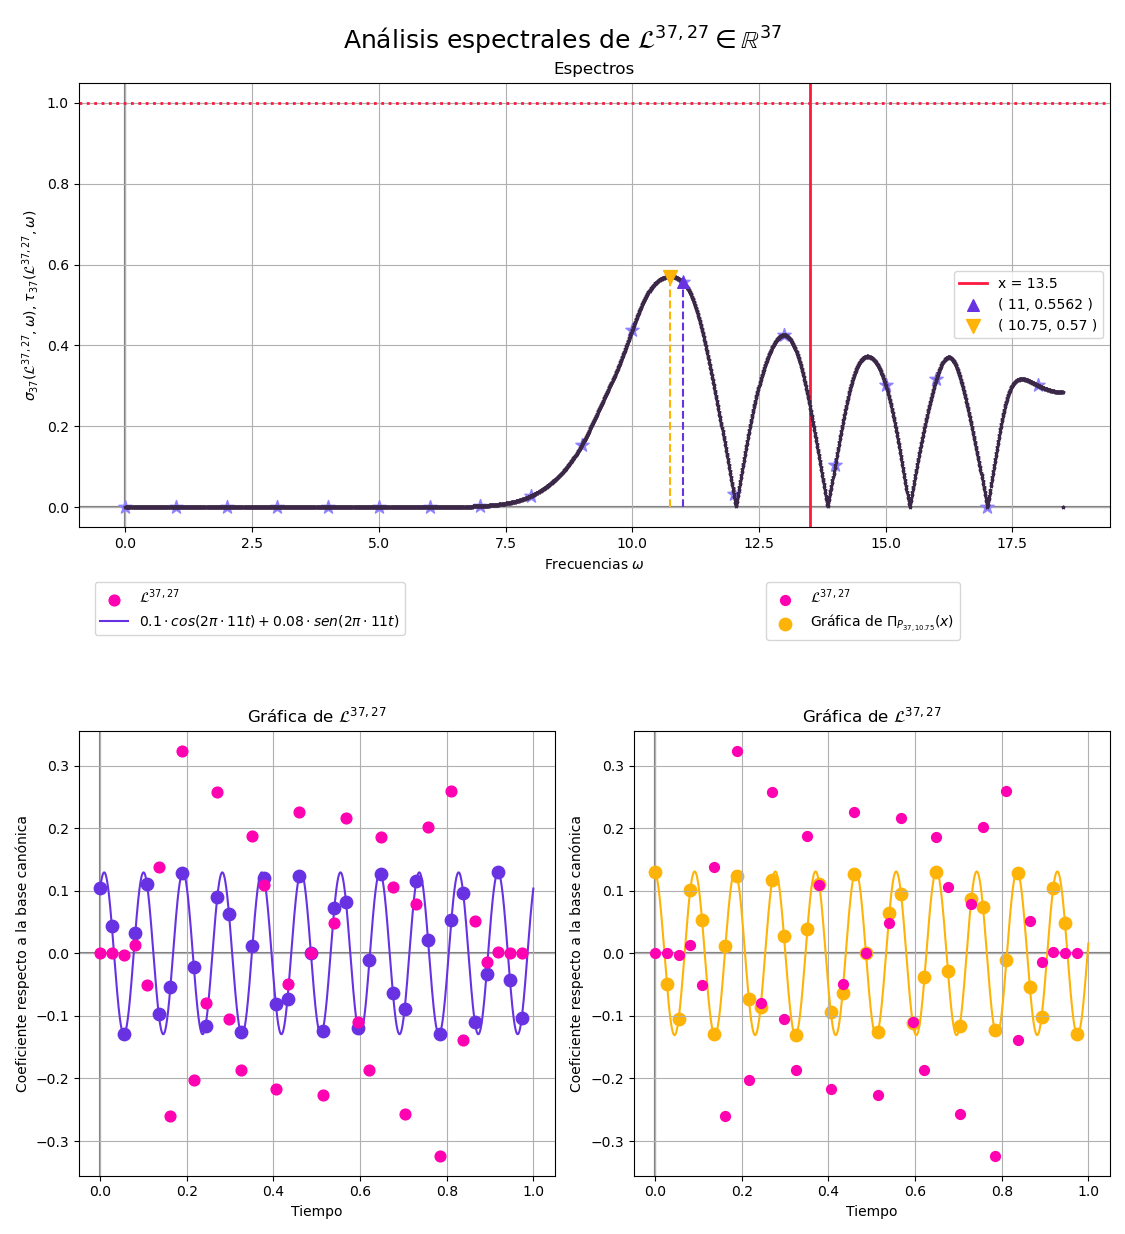 Análisis espectrales de 𝓛^{37,27} ∈ ℝ^{37}
Espectros
1.0
0.8
0.6
0.4
0.2
0.0
σ_{37}(𝓛^{37,27}, ω), τ_{37}(𝓛^{37,27}, ω)
x = 13.5
( 11, 0.5562 )
( 10.75, 0.57 )
0.0 2.5 5.0 7.5 10.0 12.5 15.0 17.5
Frecuencias ω
𝓛^{37,27}
0.1 · cos(2π · 11t) + 0.08 · sen(2π · 11t)
𝓛^{37,27}
Gráfica de Π_{P_{37,10.75}}(x)
Gráfica de 𝓛^{37,27}
0.3
0.2
0.1
0.0
−0.1
−0.2
−0.3
Coeficiente respecto a la base canónica
0.0 0.2 0.4 0.6 0.8 1.0
Tiempo
Gráfica de 𝓛^{37,27}
0.3
0.2
0.1
0.0
−0.1
−0.2
−0.3
Coeficiente respecto a la base canónica
0.0 0.2 0.4 0.6 0.8 1.0
Tiempo